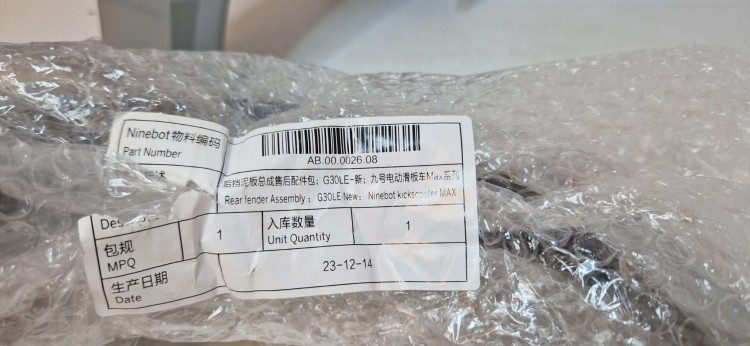 Ninebot物料编码
Part Number
AB.00.0026.08
后挡泥板总成售后配件包；G30LE-新；九号电动滑板车Max系列
Rear fender Assembly；G30LE New； Ninebot kickscooter MAX
包规
MPQ
1
入库数量
Unit Quantity
1
生产日期
Date
23-12-14